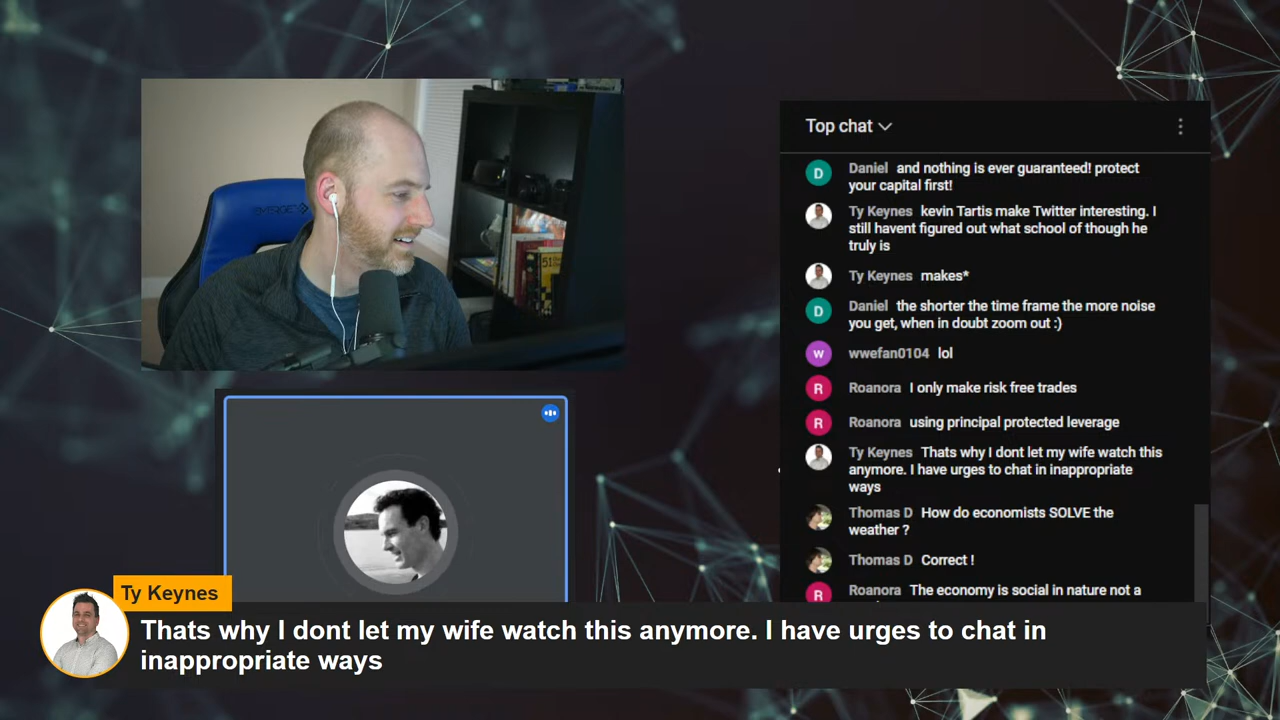 Top chat
Daniel and nothing is ever guaranteed! protect
your capital first!
Ty Keynes kevin Tartis make Twitter interesting. I
still havent figured out what school of though he
truly is
Ty Keynes makes*
Daniel the shorter the time frame the more noise
you get, when in doubt zoom out :)
wwefan0104 lol
Roanora I only make risk free trades
Roanora using principal protected leverage
Ty Keynes Thats why I dont let my wife watch this
anymore. I have urges to chat in inappropriate
ways
Thomas D How do economists SOLVE the
weather ?
Thomas D Correct !
Roanora The economy is social in nature not a
Ty Keynes
Thats why I dont let my wife watch this anymore. I have urges to chat in
inappropriate ways